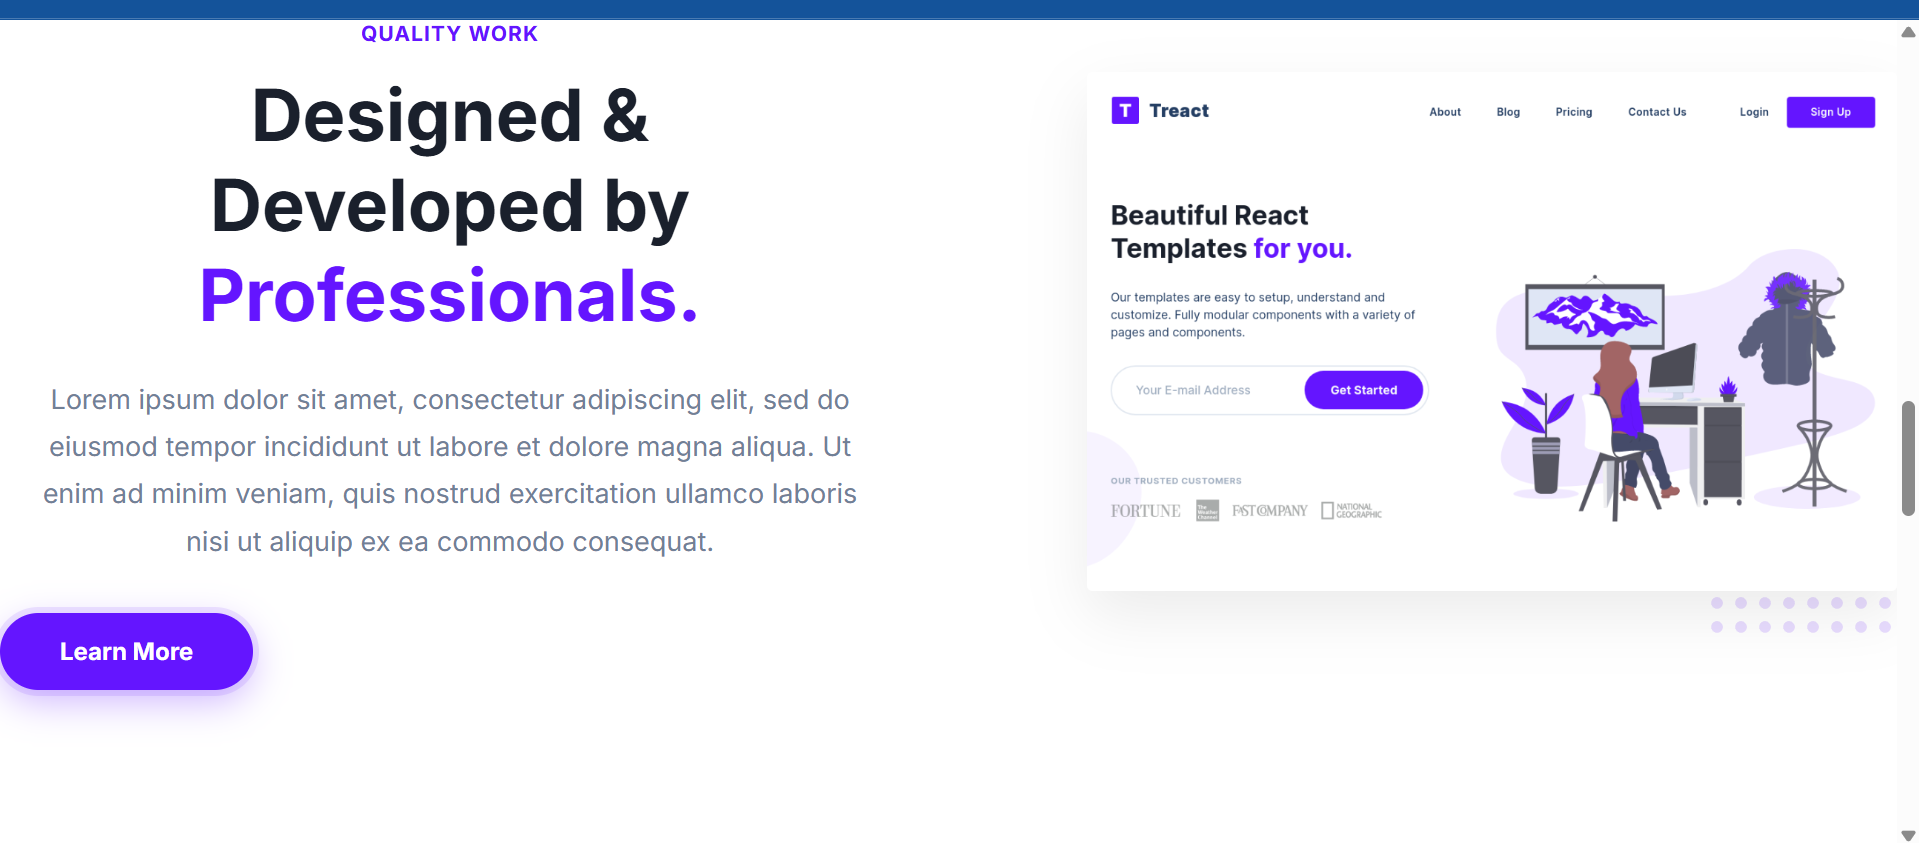 QUALITY WORK
Designed &
Developed by
Professionals.
Lorem ipsum dolor sit amet, consectetur adipiscing elit, sed do
eiusmod tempor incididunt ut labore et dolore magna aliqua. Ut
enim ad minim veniam, quis nostrud exercitation ullamco laboris
nisi ut aliquip ex ea commodo consequat.
Learn More
T Treact
About Blog Pricing Contact Us Login Sign Up
Beautiful React
Templates for you.
Our templates are easy to setup, understand and
customize. Fully modular components with a variety of
pages and components.
Your E-mail Address Get Started
OUR TRUSTED CUSTOMERS
FORTUNE
The
Weather
Channel
FAST COMPANY
NATIONAL
GEOGRAPHIC